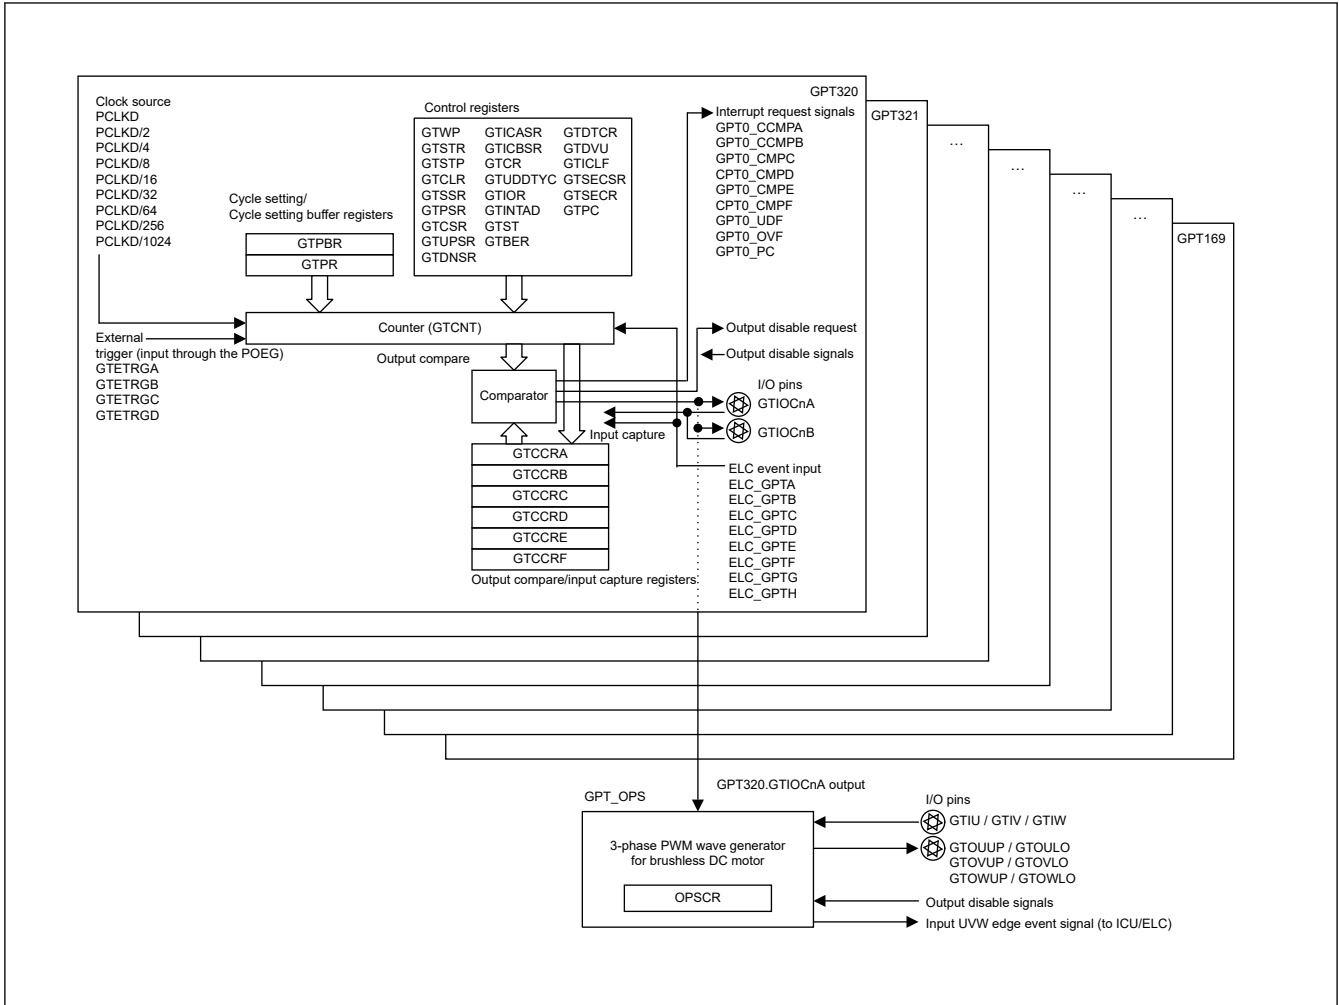 GPT320
GPT321
…
…
…
…
GPT169
Clock source
PCLKD
PCLKD/2
PCLKD/4
PCLKD/8
PCLKD/16
PCLKD/32
PCLKD/64
PCLKD/256
PCLKD/1024
Cycle setting/
Cycle setting buffer registers
GTPBR
GTPR
Control registers
GTWP GTICASR GTDTCR
GTSTR GTICBSR GTDVU
GTSTP GTCR GTICLF
GTCLR GTUDDTYC GTSECSR
GTSSR GTIOR GTSECR
GTPSR GTINTAD GTPC
GTCSR GTST
GTUPSR GTBER
GTDNSR
Interrupt request signals
GPT0_CCMPA
GPT0_CCMPB
GPT0_CMPC
CPT0_CMPD
GPT0_CMPE
CPT0_CMPF
GPT0_UDF
GPT0_OVF
GPT0_PC
Counter (GTCNT)
External
trigger (input through the POEG)
GTETRGA
GTETRGB
GTETRGC
GTETRGD
Output compare
Comparator
Input capture
Output disable request
Output disable signals
I/O pins
GTIOCnA
GTIOCnB
GTCCRA
GTCCRB
GTCCRC
GTCCRD
GTCCRE
GTCCRF
Output compare/input capture registers
ELC event input
ELC_GPTA
ELC_GPTB
ELC_GPTC
ELC_GPTD
ELC_GPTE
ELC_GPTF
ELC_GPTG
ELC_GPTH
GPT320.GTIOCnA output
GPT_OPS
3-phase PWM wave generator
for brushless DC motor
OPSCR
I/O pins
GTIU / GTIV / GTIW
GTOUUP / GTOULO
GTOVUP / GTOVLO
GTOWUP / GTOWLO
Output disable signals
Input UVW edge event signal (to ICU/ELC)